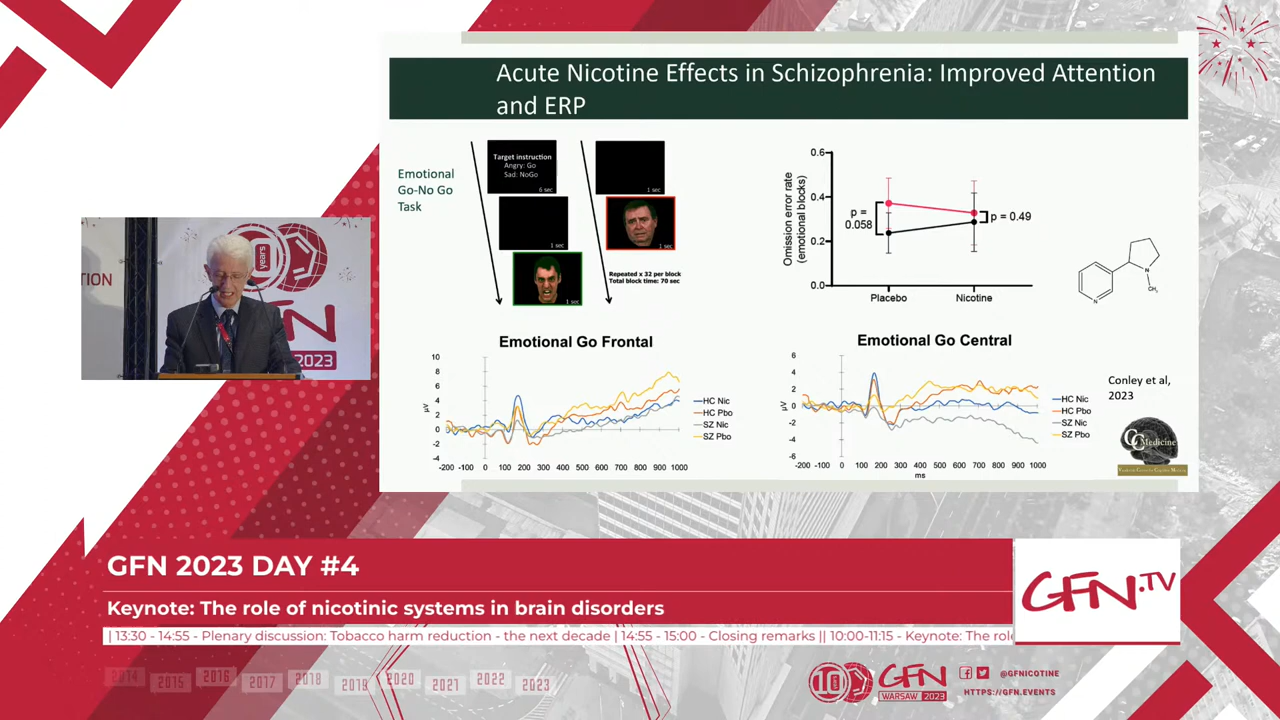 Acute Nicotine Effects in Schizophrenia: Improved Attention
and ERP
Emotional
Go-No Go
Task
Target instruction
Angry: Go
Sad: NoGo
6 sec
1 sec
1 sec
1 sec
1 sec
Repeated x 32 per block
Total block time: 70 sec
Omission error rate
(emotional blocks)
0.6
0.4
0.2
0.0
p =
0.058
p = 0.49
Placebo
Nicotine
N
N
CH₃
Emotional Go Frontal
µV
10
8
6
4
2
0
-2
-4
-200 -100 0 100 200 300 400 500 600 700 800 900 1000
HC Nic
HC Pbo
SZ Nic
SZ Pbo
Emotional Go Central
µV
6
4
2
0
-2
-4
-6
-200 -100 0 100 200 300 400 500 600 700 800 900 1000
ms
HC Nic
HC Pbo
SZ Nic
SZ Pbo
Conley et al,
2023
Medicine
TION
10
years
2023
GFN 2023 DAY #4
Keynote: The role of nicotinic systems in brain disorders
| 13:30 - 14:55 - Plenary discussion: Tobacco harm reduction - the next decade | 14:55 - 15:00 - Closing remarks || 10:00-11:15 - Keynote: The role
GFN.TV
2014 2015 2016 2017 2018 2019 2020 2021 2022 2023
10
GFN
WARSAW 2023
@GFNICOTINE
HTTPS://GFN.EVENTS